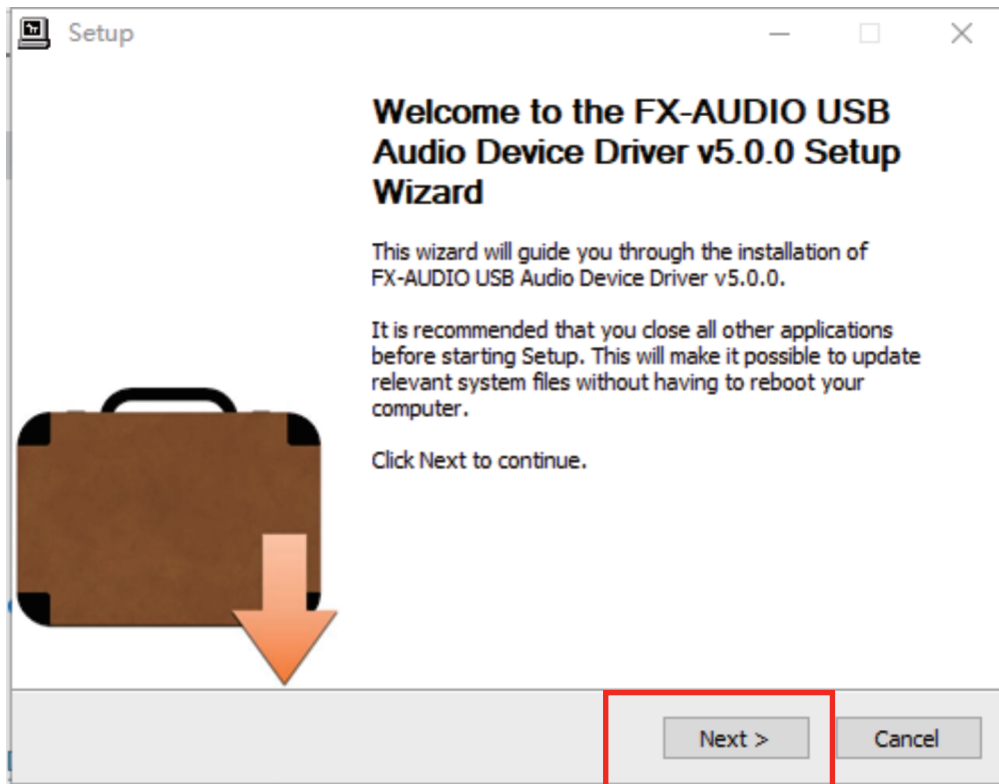 Setup
Welcome to the FX-AUDIO USB
Audio Device Driver v5.0.0 Setup
Wizard
This wizard will guide you through the installation of
FX-AUDIO USB Audio Device Driver v5.0.0.
It is recommended that you close all other applications
before starting Setup. This will make it possible to update
relevant system files without having to reboot your
computer.
Click Next to continue.
Next >
Cancel